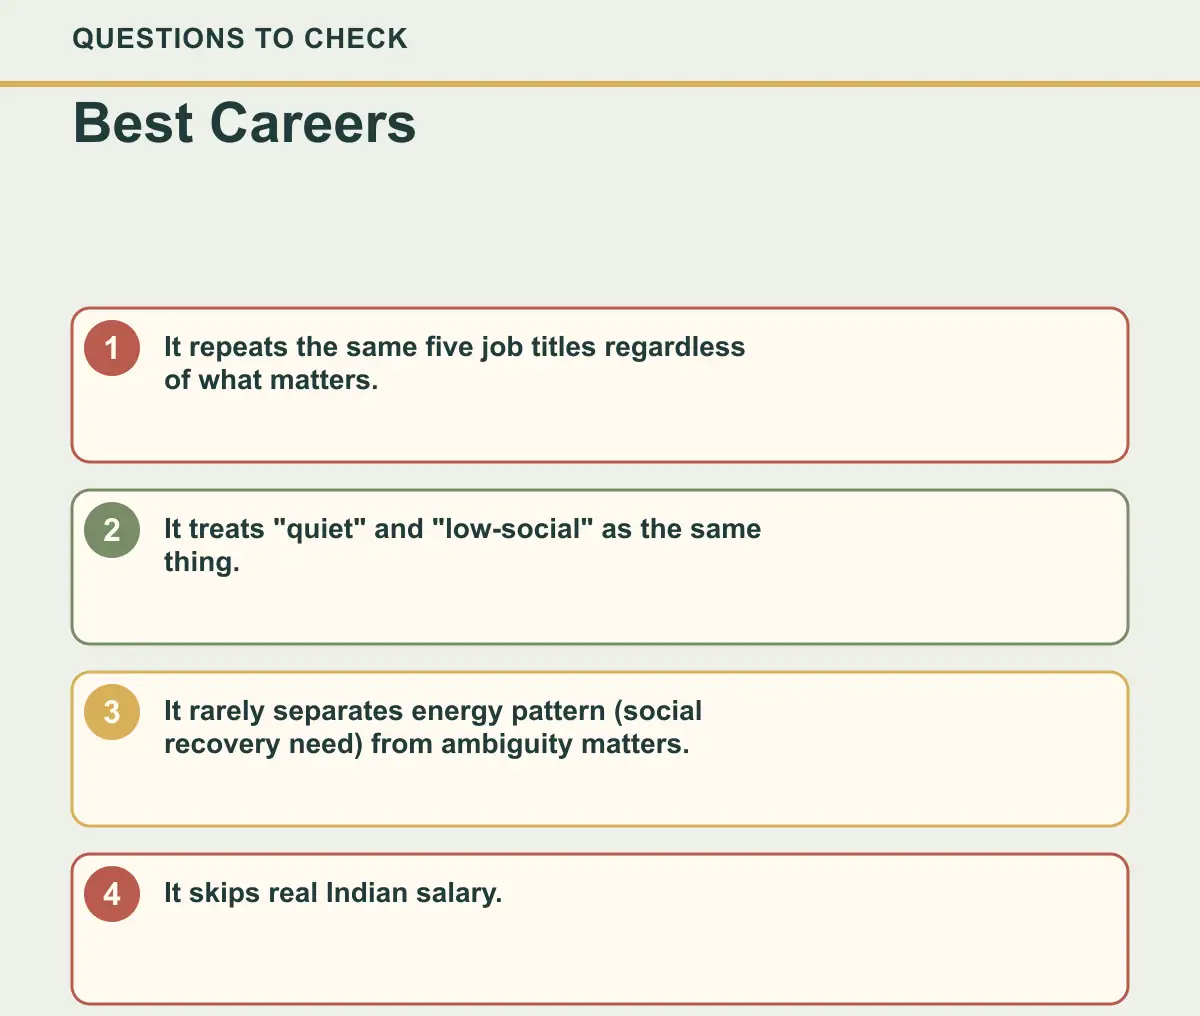 QUESTIONS TO CHECK
Best Careers
1
It repeats the same five job titles regardless
of what matters.
2
It treats "quiet" and "low-social" as the same
thing.
3
It rarely separates energy pattern (social
recovery need) from ambiguity matters.
4
It skips real Indian salary.